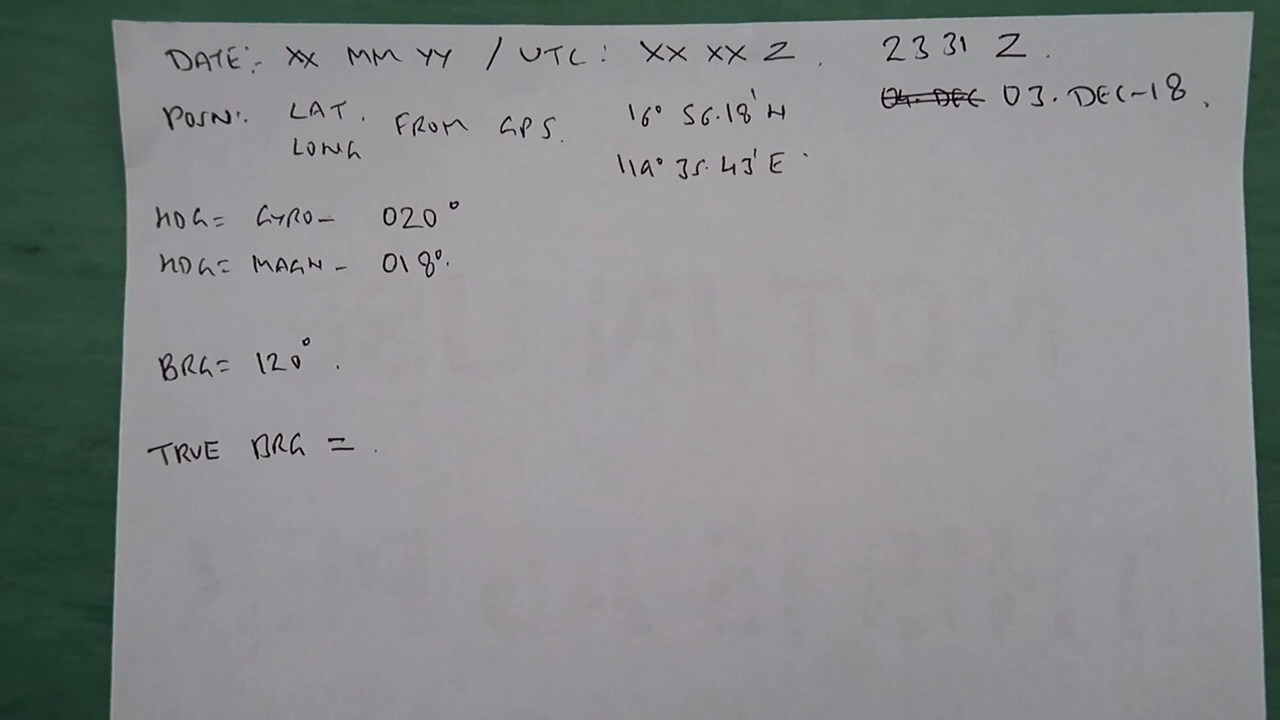 DATE:- XX MM YY / UTC: XX XX Z. 2331 Z.
04. DEC 03. DEC-18.
POSN:. LAT. FROM GPS. 16° 56.18' N
LONG 119° 35.43' E.
HDG= GYRO- 020°
HDG= MAGN- 018°.
BRG= 120°.
TRUE BRG = .